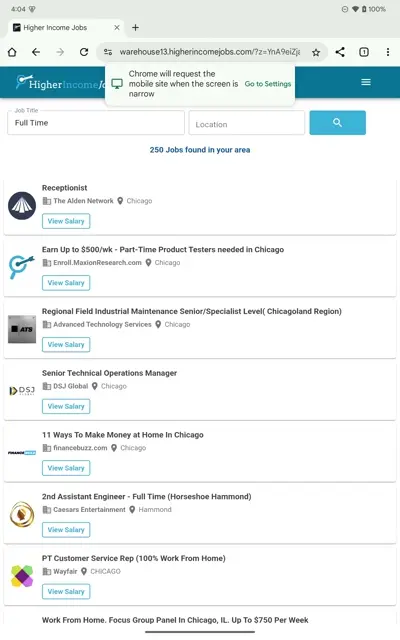 4:04
100%
Higher Income Jobs
warehouse13.higherincomejobs.com/?z=YnA9eiZj
1
Chrome will request the
mobile site when the screen is
narrow
Go to Settings
HigherIncomeJo
Job Title
Full Time
Location
250 Jobs found in your area
Receptionist
The Alden Network Chicago
View Salary
Earn Up to $500/wk - Part-Time Product Testers needed in Chicago
Enroll.MaxionResearch.com Chicago
View Salary
Regional Field Industrial Maintenance Senior/Specialist Level( Chicagoland Region)
ATS
Advanced Technology Services Chicago
View Salary
Senior Technical Operations Manager
DSJ
DSJ Global Chicago
View Salary
11 Ways To Make Money at Home In Chicago
FINANCEBUZZ
financebuzz.com Chicago
View Salary
2nd Assistant Engineer - Full Time (Horseshoe Hammond)
Caesars Entertainment Hammond
View Salary
PT Customer Service Rep (100% Work From Home)
Wayfair CHICAGO
View Salary
Work From Home. Focus Group Panel In Chicago, IL. Up To $750 Per Week